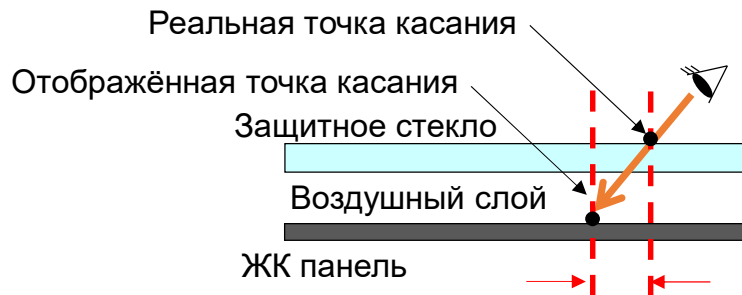 Реальная точка касания
Отображённая точка касания
Защитное стекло
Воздушный слой
ЖК панель